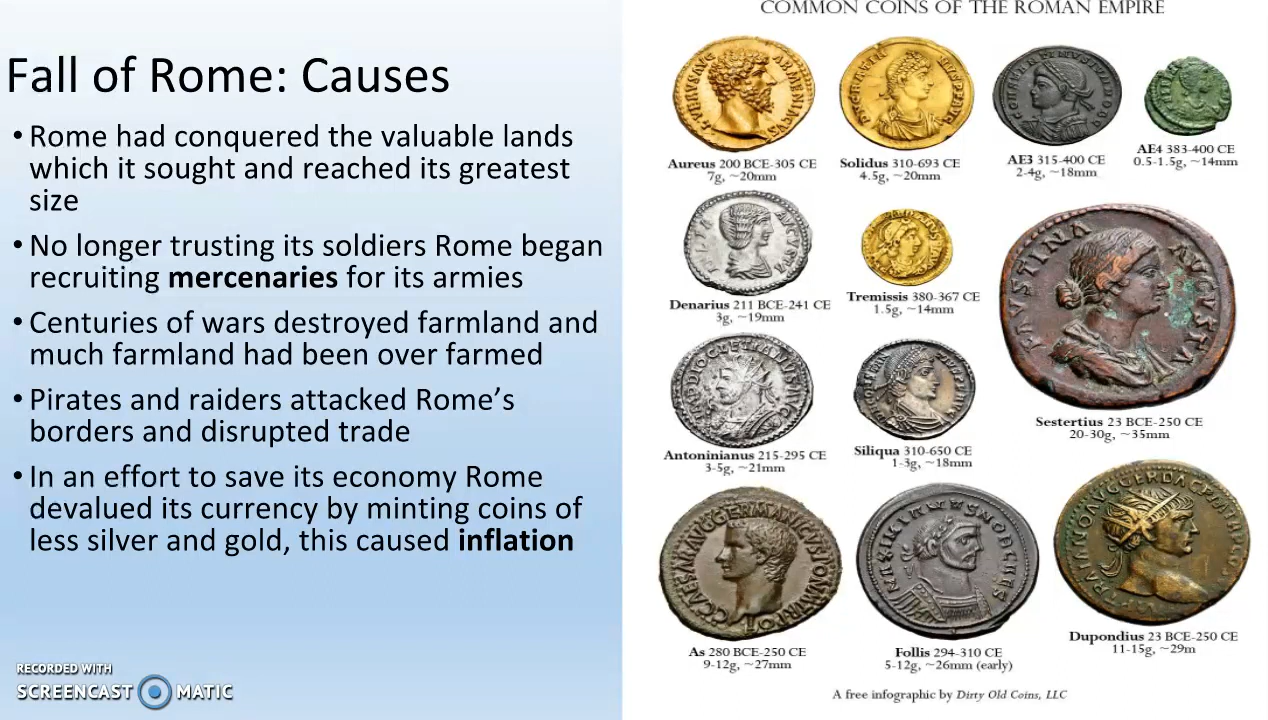 Fall of Rome: Causes
• Rome had conquered the valuable lands
which it sought and reached its greatest
size
• No longer trusting its soldiers Rome began
recruiting mercenaries for its armies
• Centuries of wars destroyed farmland and
much farmland had been over farmed
• Pirates and raiders attacked Rome's
borders and disrupted trade
• In an effort to save its economy Rome
devalued its currency by minting coins of
less silver and gold, this caused inflation
RECORDED WITH
SCREENCAST MATIC
COMMON COINS OF THE ROMAN EMPIRE
Aureus 200 BCE-305 CE
7g, ~20mm
Solidus 310-693 CE
4.5g, ~20mm
AE3 315-400 CE
2-4g, ~18mm
AE4 383-400 CE
0.5-1.5g, ~14mm
Denarius 211 BCE-241 CE
3g, ~19mm
Tremissis 380-367 CE
1.5g, ~14mm
FAVSTINA AVGVSTA
Sestertius 23 BCE-250 CE
20-30g, ~35mm
Antoninianus 215-295 CE
3-5g, ~21mm
Siliqua 310-650 CE
1-3g, ~18mm
As 280 BCE-250 CE
9-12g, ~27mm
Follis 294-310 CE
5-12g, ~26mm (early)
Dupondius 23 BCE-250 CE
11-15g, ~29m
A free infographic by Dirty Old Coins, LLC